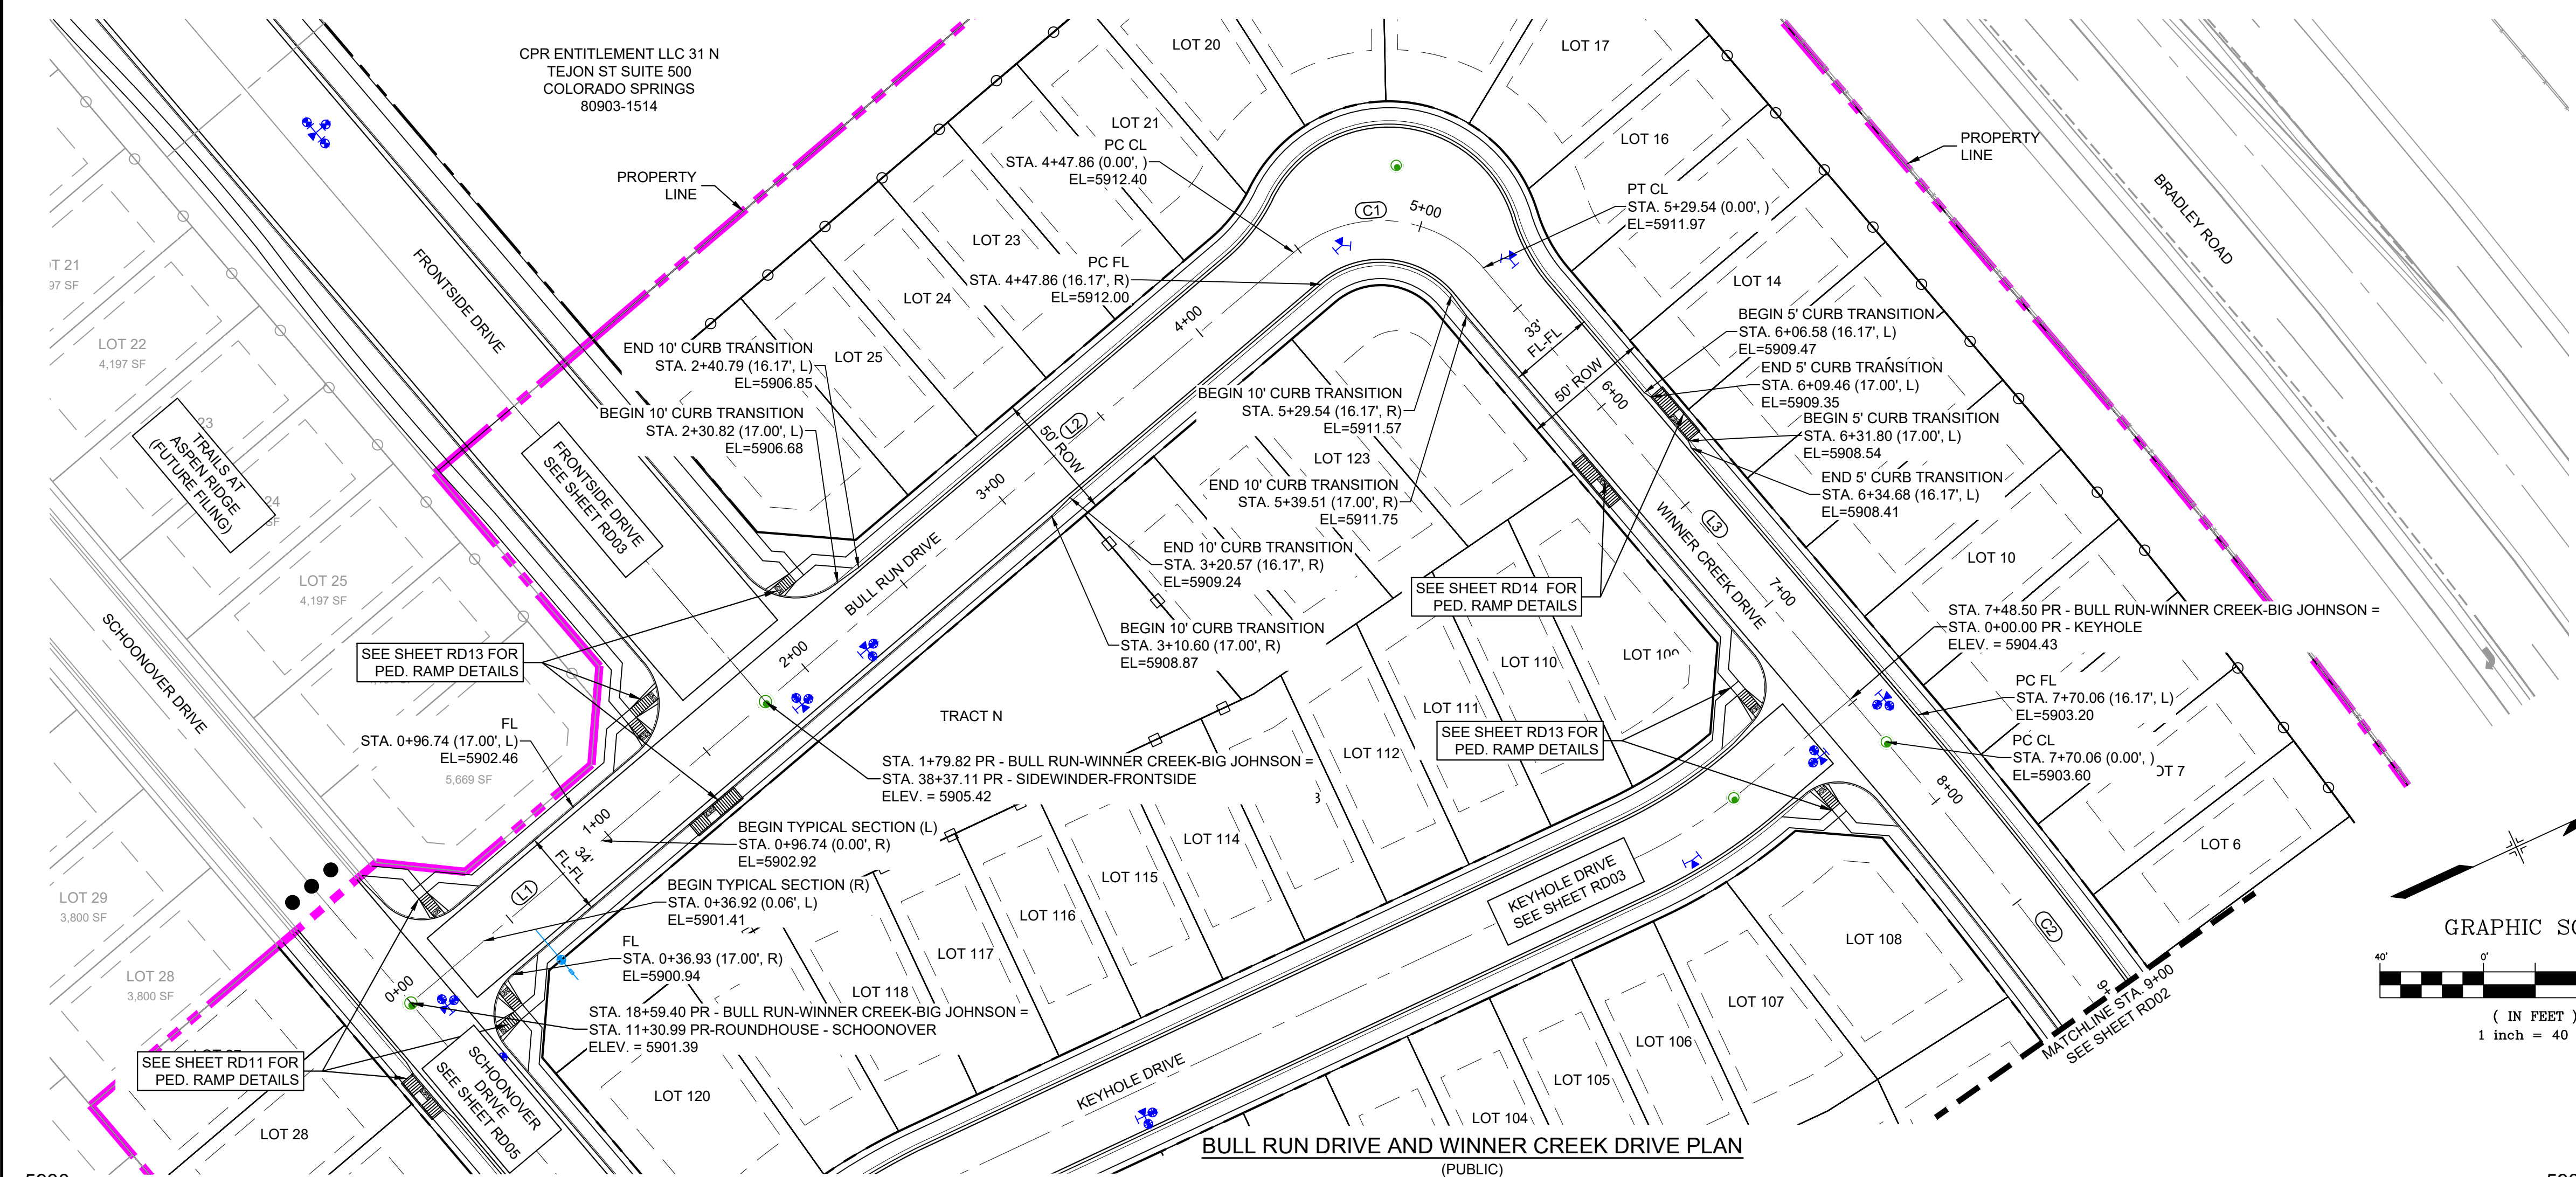 CPR ENTITLEMENT LLC 31 N
TEJON ST SUITE 500
COLORADO SPRINGS
80903-1514
PROPERTY
LINE
FRONTSIDE DRIVE
LOT 20
LOT 17
LOT 21
PC CL
STA. 4+47.86 (0.00', )
EL=5912.40
LOT 16
PROPERTY
LINE
BRADLEY ROAD
PT CL
STA. 5+29.54 (0.00', )
EL=5911.97
C1
5+00
LOT 23
PC FL
STA. 4+47.86 (16.17', R)
EL=5912.00
LOT 24
4+00
LOT 14
33'
FL-FL
BEGIN 5' CURB TRANSITION
STA. 6+06.58 (16.17', L)
EL=5909.47
END 5' CURB TRANSITION
STA. 6+09.46 (17.00', L)
EL=5909.35
BEGIN 5' CURB TRANSITION
STA. 6+31.80 (17.00', L)
EL=5908.54
END 5' CURB TRANSITION
STA. 6+34.68 (16.17', L)
EL=5908.41
END 10' CURB TRANSITION
STA. 2+40.79 (16.17', L)
EL=5906.85
LOT 25
BEGIN 10' CURB TRANSITION
STA. 2+30.82 (17.00', L)
EL=5906.68
BEGIN 10' CURB TRANSITION
STA. 5+29.54 (16.17', R)
EL=5911.57
50' ROW
6+00
L2
50' ROW
LOT 123
END 10' CURB TRANSITION
STA. 5+39.51 (17.00', R)
EL=5911.75
T 21
97 SF
LOT 22
4,197 SF
23
TRAILS AT
ASPEN RIDGE
(FUTURE FILING)
24
SF
LOT 25
4,197 SF
FRONTSIDE DRIVE
SEE SHEET RD03
3+00
BULL RUN DRIVE
END 10' CURB TRANSITION
STA. 3+20.57 (16.17', R)
EL=5909.24
BEGIN 10' CURB TRANSITION
STA. 3+10.60 (17.00', R)
EL=5908.87
WINNER CREEK DRIVE
L3
LOT 10
SEE SHEET RD14 FOR
PED. RAMP DETAILS
7+00
STA. 7+48.50 PR - BULL RUN-WINNER CREEK-BIG JOHNSON =
STA. 0+00.00 PR - KEYHOLE
ELEV. = 5904.43
SCHOONOVER DRIVE
SEE SHEET RD13 FOR
PED. RAMP DETAILS
2+00
LOT 110
LOT 109
PC FL
STA. 7+70.06 (16.17', L)
EL=5903.20
TRACT N
LOT 111
FL
STA. 0+96.74 (17.00', L)
EL=5902.46
5,669 SF
LOT 112
SEE SHEET RD13 FOR
PED. RAMP DETAILS
PC CL
STA. 7+70.06 (0.00', )
EL=5903.60
OT 7
STA. 1+79.82 PR - BULL RUN-WINNER CREEK-BIG JOHNSON =
STA. 38+37.11 PR - SIDEWINDER-FRONTSIDE
ELEV. = 5905.42
3
8+00
1+00
BEGIN TYPICAL SECTION (L)
STA. 0+96.74 (0.00', R)
EL=5902.92
34'
FL-FL
LOT 114
LOT 6
L1
BEGIN TYPICAL SECTION (R)
STA. 0+36.92 (0.06', L)
EL=5901.41
LOT 115
KEYHOLE DRIVE
SEE SHEET RD03
LOT 29
3,800 SF
LOT 116
C2
GRAPHIC SC
FL
STA. 0+36.93 (17.00', R)
EL=5900.94
LOT 117
LOT 108
40'
0'
LOT 28
3,800 SF
0+00
LOT 118
LOT 107
9+
MATCHLINE STA. 9+00
SEE SHEET RD02
STA. 18+59.40 PR - BULL RUN-WINNER CREEK-BIG JOHNSON =
STA. 11+30.99 PR-ROUNDHOUSE - SCHOONOVER
ELEV. = 5901.39
( IN FEET )
1 inch = 40
LOT 106
SEE SHEET RD11 FOR
PED. RAMP DETAILS
SCHOONOVER
DRIVE
SEE SHEET RD05
LOT 120
KEYHOLE DRIVE
LOT 105
LOT 28
LOT 104
BULL RUN DRIVE AND WINNER CREEK DRIVE PLAN
(PUBLIC)